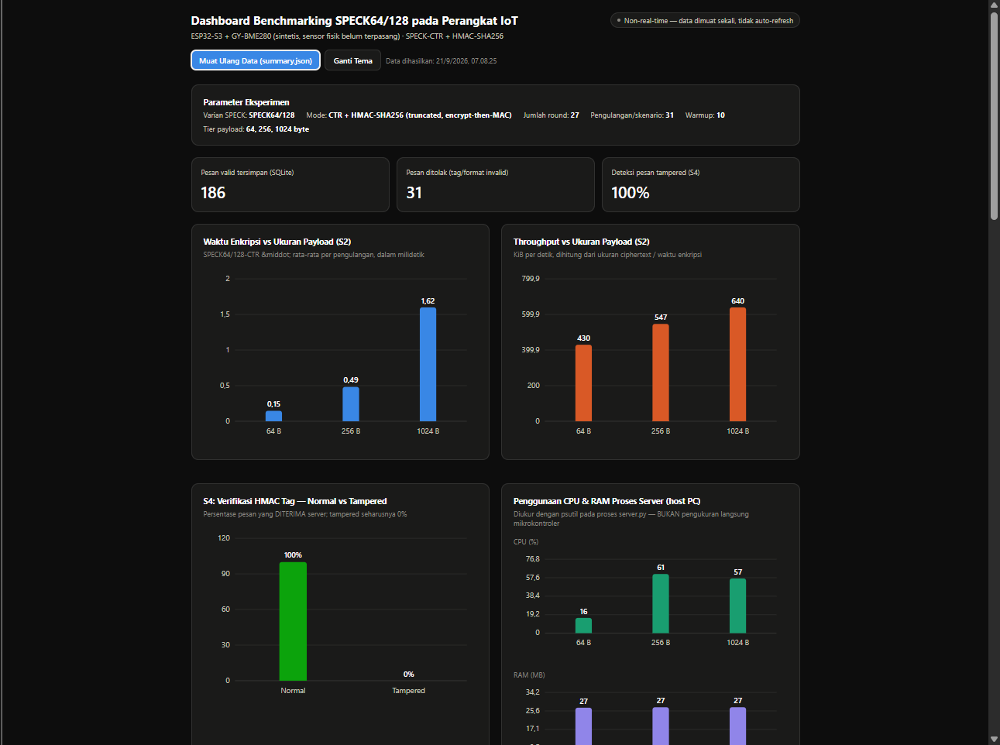 Dashboard Benchmarking SPECK64/128 pada Perangkat IoT
Non-real-time — data dimuat sekali, tidak auto-refresh
ESP32-S3 + GY-BME280 (sintetis, sensor fisik belum terpasang) · SPECK-CTR + HMAC-SHA256
Muat Ulang Data (summary.json)
Ganti Tema
Data dihasilkan: 21/9/2026, 07.08.25
Parameter Eksperimen
Varian SPECK: SPECK64/128 Mode: CTR + HMAC-SHA256 (truncated, encrypt-then-MAC) Jumlah round: 27 Pengulangan/skenario: 31 Warmup: 10
Tier payload: 64, 256, 1024 byte
Pesan valid tersimpan (SQLite)
186
Pesan ditolak (tag/format invalid)
31
Deteksi pesan tampered (S4)
100%
Waktu Enkripsi vs Ukuran Payload (S2)
SPECK64/128-CTR &middot; rata-rata per pengulangan, dalam milidetik
2
1,5
1
0,5
0
0,15
0,49
1,62
64 B
256 B
1024 B
Throughput vs Ukuran Payload (S2)
KiB per detik, dihitung dari ukuran ciphertext / waktu enkripsi
799,9
599,9
399,9
200
0
430
547
640
64 B
256 B
1024 B
S4: Verifikasi HMAC Tag — Normal vs Tampered
Persentase pesan yang DITERIMA server; tampered seharusnya 0%
120
90
60
30
0
100%
0%
Normal
Tampered
Penggunaan CPU & RAM Proses Server (host PC)
Diukur dengan psutil pada proses server.py — BUKAN pengukuran langsung
mikrokontroler
CPU (%)
76,8
57,6
38,4
19,2
0
16
61
57
64 B
256 B
1024 B
RAM (MB)
34,2
25,6
17,1
27
27
27